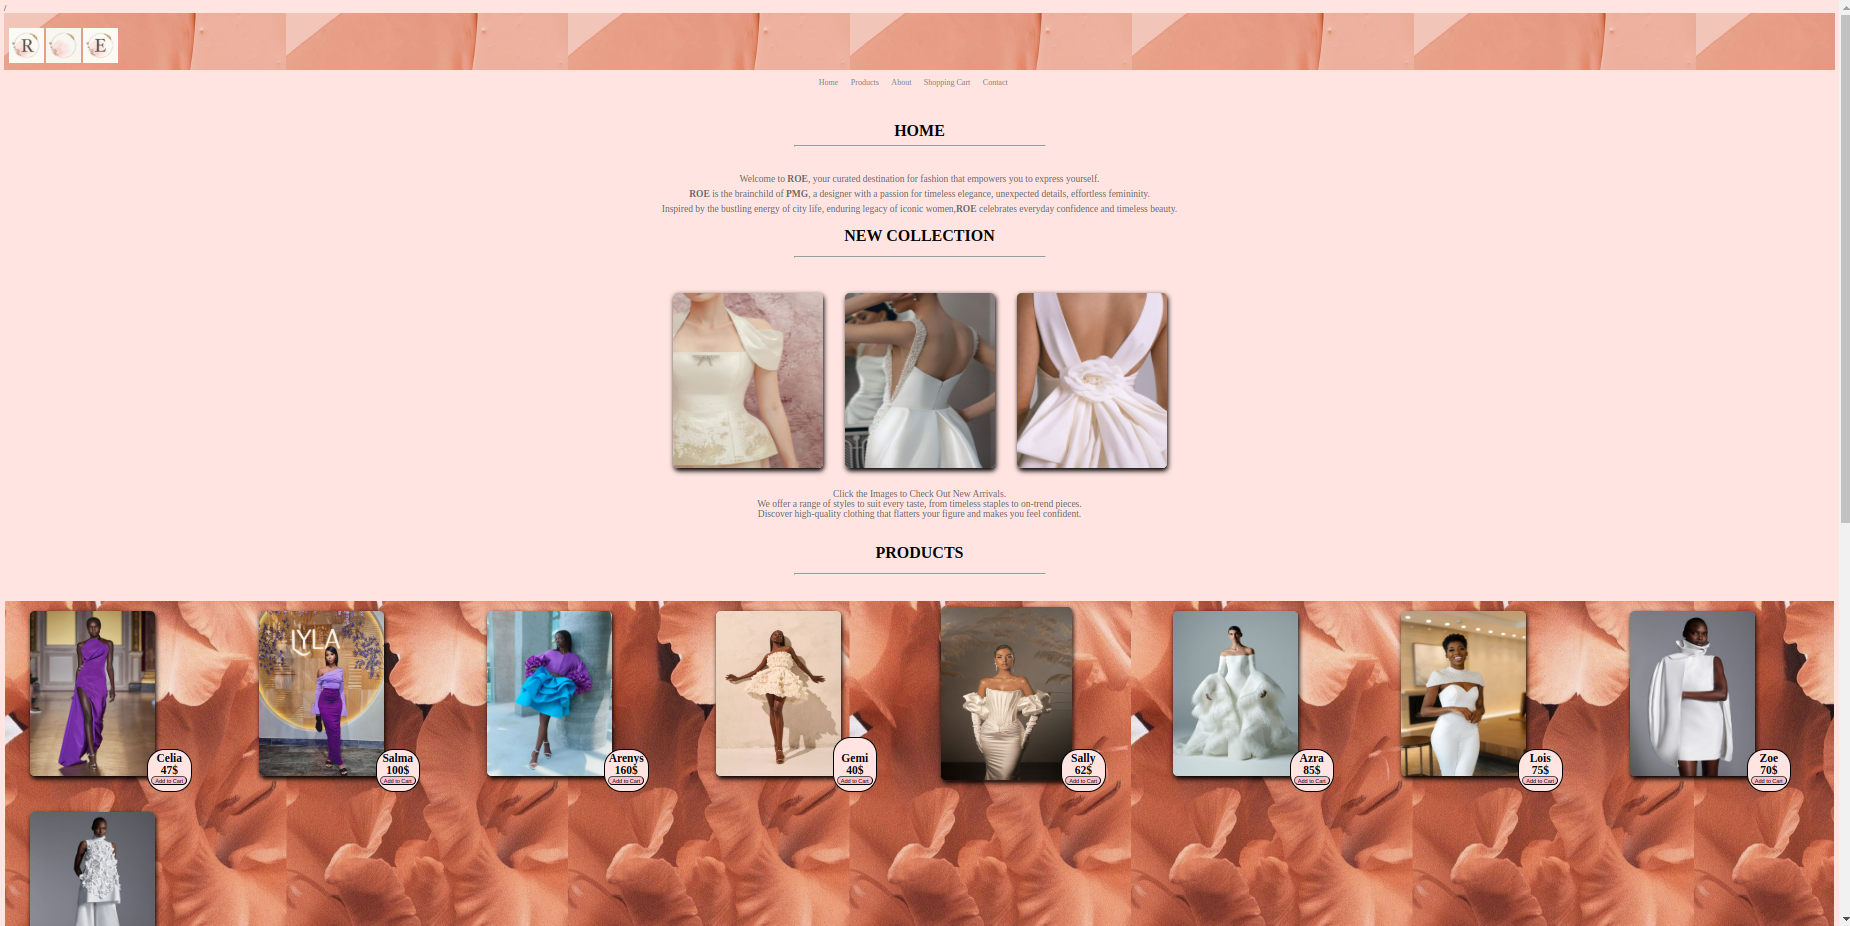 /
R E
Home Products About Shopping Cart Contact
HOME
Welcome to ROE, your curated destination for fashion that empowers you to express yourself.
ROE is the brainchild of PMG, a designer with a passion for timeless elegance, unexpected details, effortless femininity.
Inspired by the bustling energy of city life, enduring legacy of iconic women,ROE celebrates everyday confidence and timeless beauty.
NEW COLLECTION
Click the Images to Check Out New Arrivals.
We offer a range of styles to suit every taste, from timeless staples to on-trend pieces.
Discover high-quality clothing that flatters your figure and makes you feel confident.
PRODUCTS
LYLA
Celia
47$
Add to Cart
Salma
100$
Add to Cart
Arenys
160$
Add to Cart
Gemi
40$
Add to Cart
Sally
62$
Add to Cart
Azra
85$
Add to Cart
Lois
75$
Add to Cart
Zoe
70$
Add to Cart